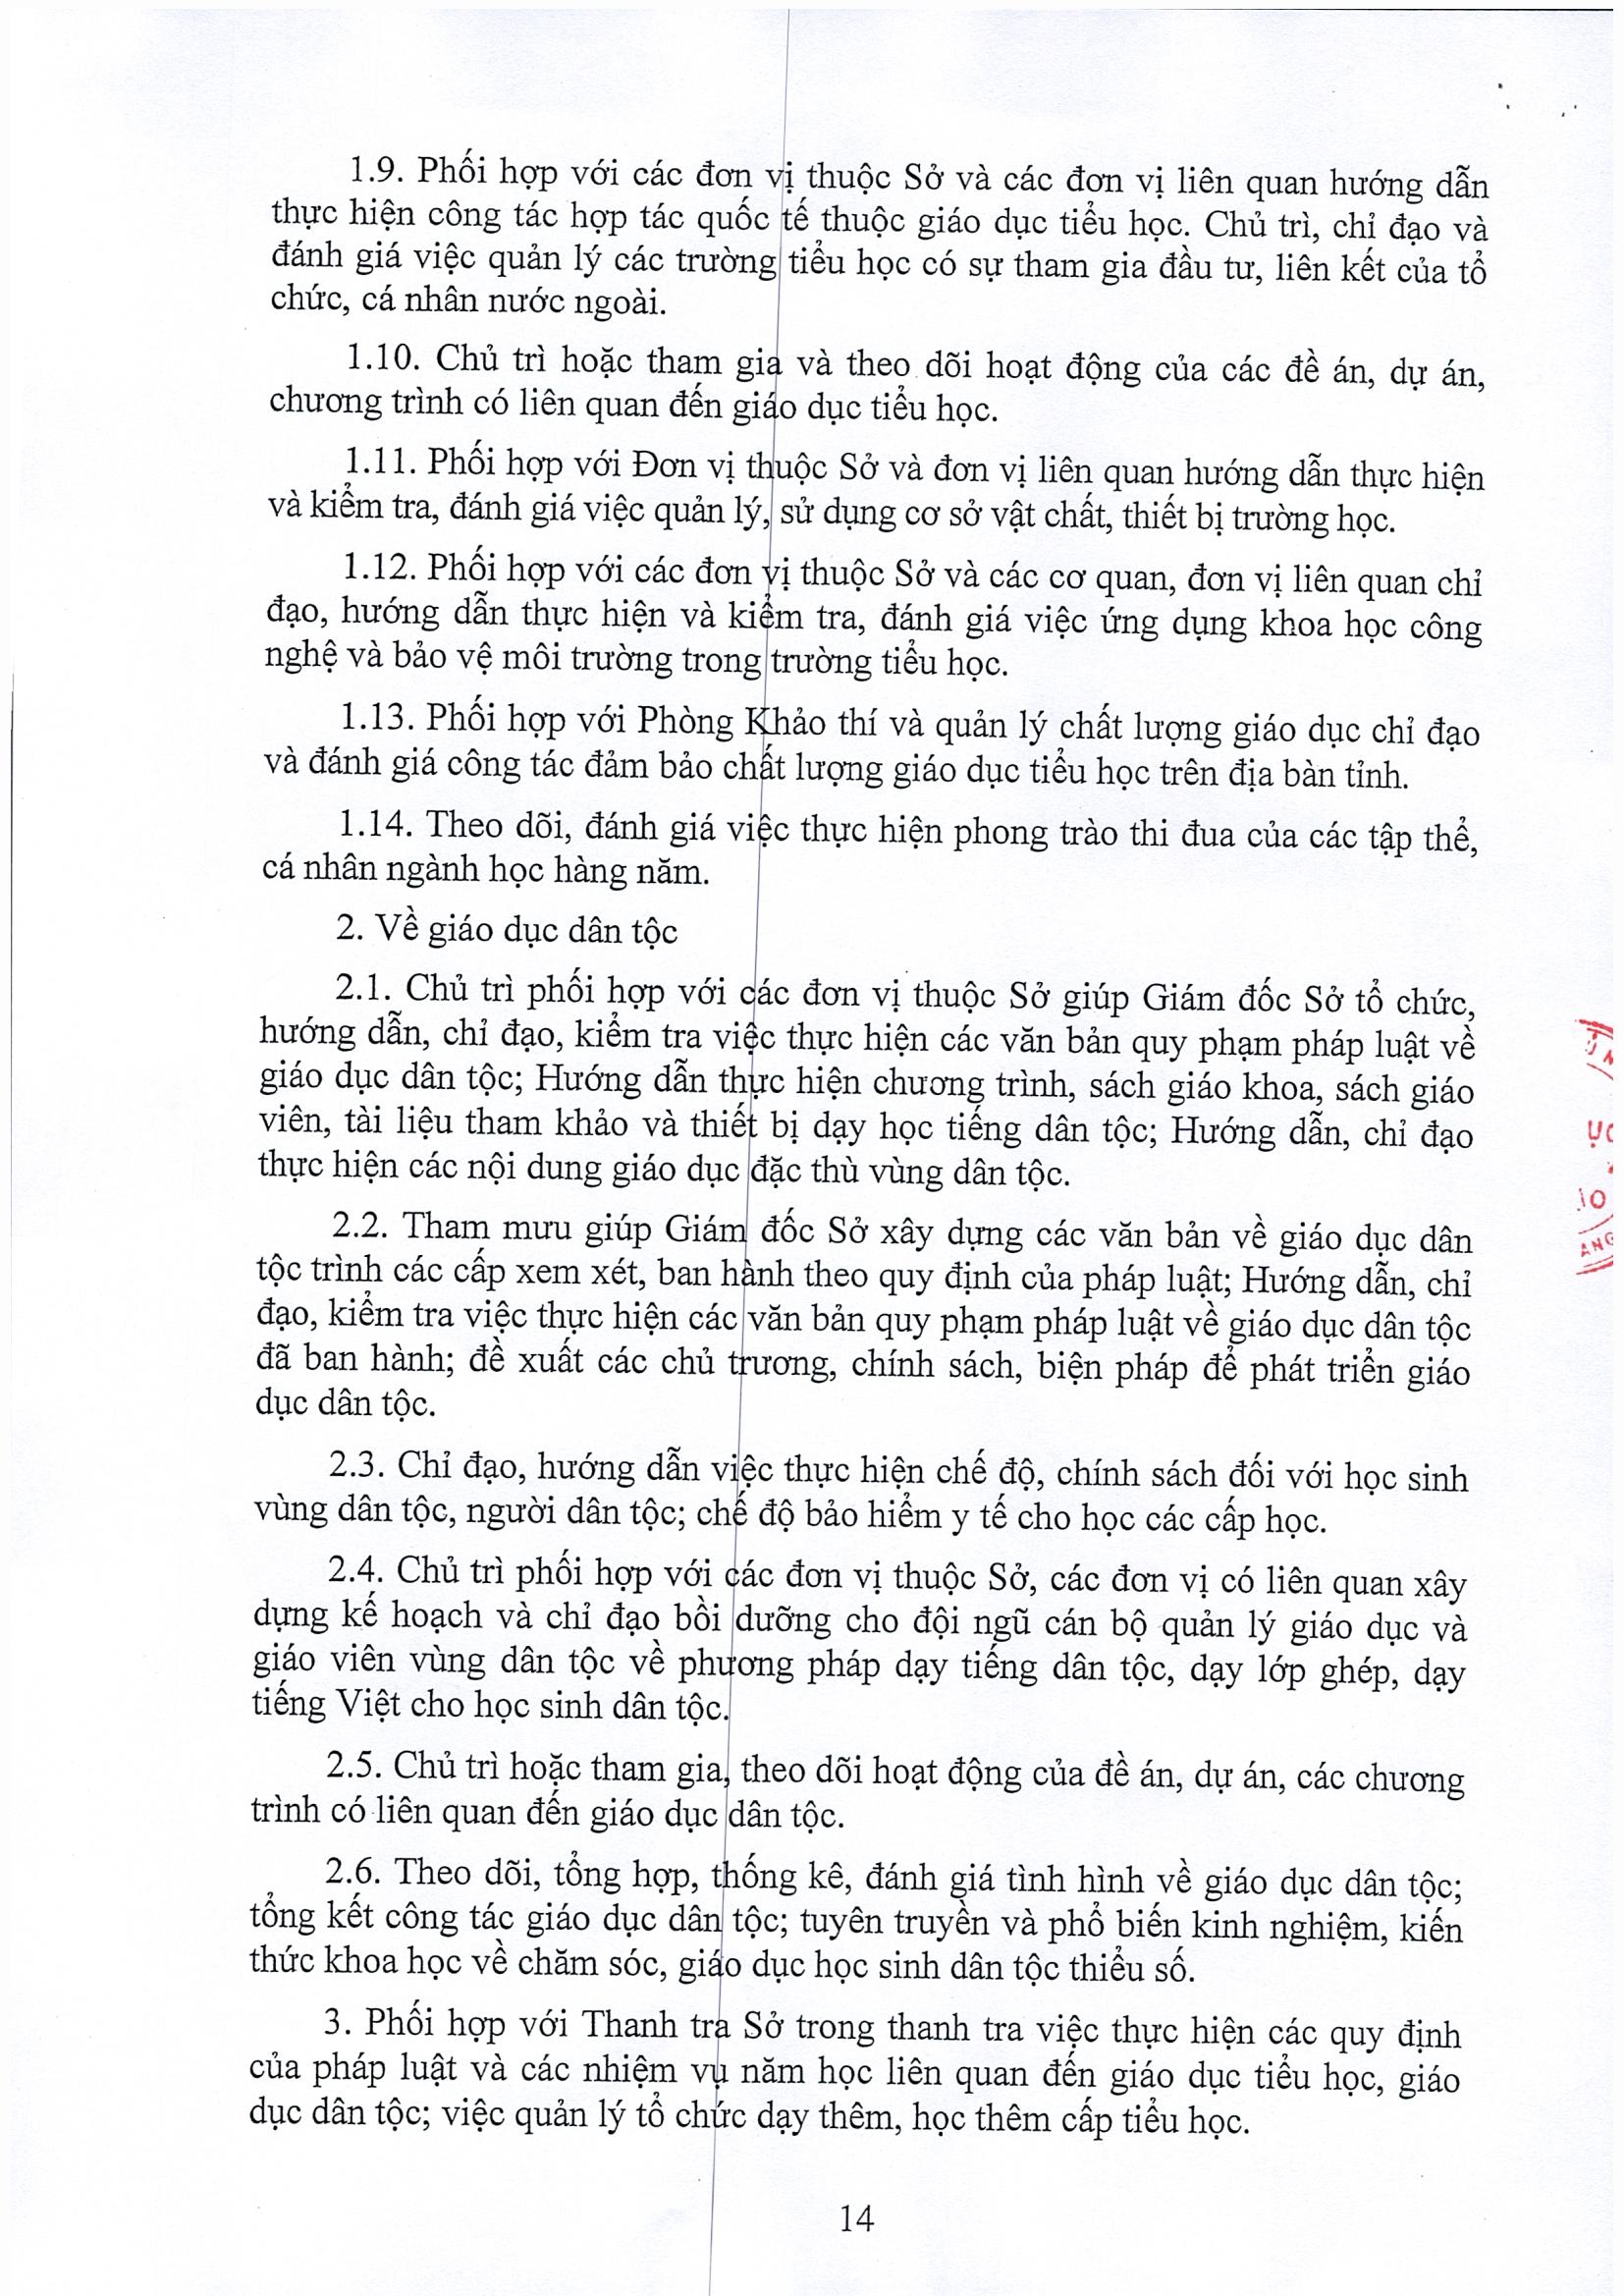 1.9. Phối hợp với các đơn vị thuộc Sở và các đơn vị liên quan hướng dẫn
thực hiện công tác hợp tác quốc tế thuộc giáo dục tiểu học. Chủ trì, chỉ đạo và
đánh giá việc quản lý các trường tiểu học có sự tham gia đầu tư, liên kết của tổ
chức, cá nhân nước ngoài.
1.10. Chủ trì hoặc tham gia và theo dõi hoạt động của các đề án, dự án,
chương trình có liên quan đến giáo dục tiểu học.
1.11. Phối hợp với Đơn vị thuộc Sở và đơn vị liên quan hướng dẫn thực hiện
và kiểm tra, đánh giá việc quản lý, sử dụng cơ sở vật chất, thiết bị trường học.
1.12. Phối hợp với các đơn vị thuộc Sở và các cơ quan, đơn vị liên quan chỉ
đạo, hướng dẫn thực hiện và kiểm tra, đánh giá việc ứng dụng khoa học công
nghệ và bảo vệ môi trường trong trường tiểu học.
1.13. Phối hợp với Phòng Khảo thí và quản lý chất lượng giáo dục chỉ đạo
và đánh giá công tác đảm bảo chất lượng giáo dục tiểu học trên địa bàn tỉnh.
1.14. Theo dõi, đánh giá việc thực hiện phong trào thi đua của các tập thể,
cá nhân ngành học hàng năm.
2. Về giáo dục dân tộc
2.1. Chủ trì phối hợp với các đơn vị thuộc Sở giúp Giám đốc Sở tổ chức,
hướng dẫn, chỉ đạo, kiểm tra việc thực hiện các văn bản quy phạm pháp luật về
giáo dục dân tộc; Hướng dẫn thực hiện chương trình, sách giáo khoa, sách giáo
viên, tài liệu tham khảo và thiết bị dạy học tiếng dân tộc; Hướng dẫn, chỉ đạo
thực hiện các nội dung giáo dục đặc thù vùng dân tộc.
2.2. Tham mưu giúp Giám đốc Sở xây dựng các văn bản về giáo dục dân
tộc trình các cấp xem xét, ban hành theo quy định của pháp luật; Hướng dẫn, chỉ
đạo, kiểm tra việc thực hiện các văn bản quy phạm pháp luật về giáo dục dân tộc
đã ban hành; đề xuất các chủ trương, chính sách, biện pháp để phát triển giáo
dục dân tộc.
2.3. Chỉ đạo, hướng dẫn việc thực hiện chế độ, chính sách đối với học sinh
vùng dân tộc, người dân tộc; chế độ bảo hiểm y tế cho học các cấp học.
2.4. Chủ trì phối hợp với các đơn vị thuộc Sở, các đơn vị có liên quan xây
dựng kế hoạch và chỉ đạo bồi dưỡng cho đội ngũ cán bộ quản lý giáo dục và
giáo viên vùng dân tộc về phương pháp dạy tiếng dân tộc, dạy lớp ghép, dạy
tiếng Việt cho học sinh dân tộc.
2.5. Chủ trì hoặc tham gia, theo dõi hoạt động của đề án, dự án, các chương
trình có liên quan đến giáo dục dân tộc.
2.6. Theo dõi, tổng hợp, thống kê, đánh giá tình hình về giáo dục dân tộc;
tổng kết công tác giáo dục dân tộc; tuyên truyền và phổ biến kinh nghiệm, kiến
thức khoa học về chăm sóc, giáo dục học sinh dân tộc thiểu số.
3. Phối hợp với Thanh tra Sở trong thanh tra việc thực hiện các quy định
của pháp luật và các nhiệm vụ năm học liên quan đến giáo dục tiểu học, giáo
dục dân tộc; việc quản lý tổ chức dạy thêm, học thêm cấp tiểu học.
14